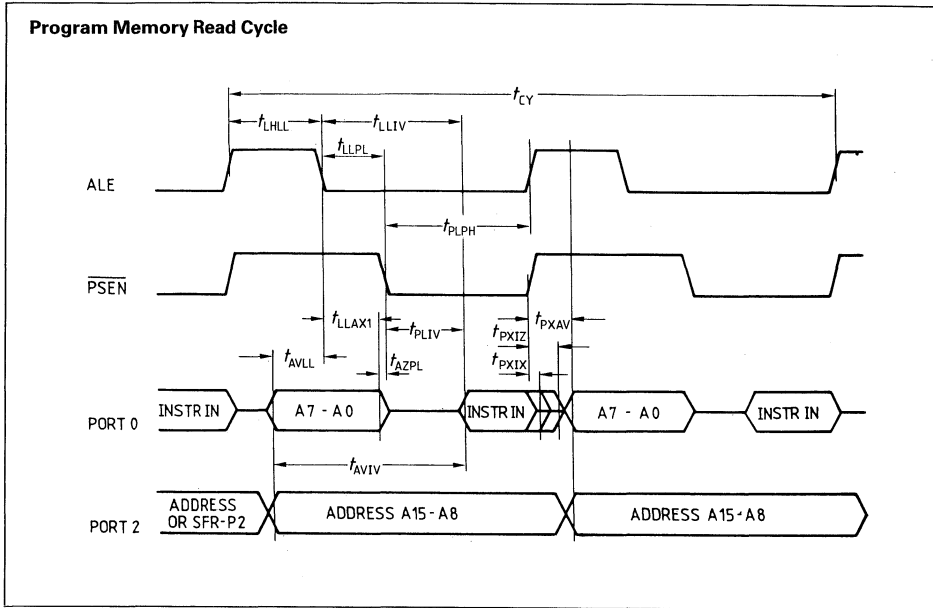 Program Memory Read Cycle
tCY
tLHLL
tLLIV
tLLPL
ALE
tPLPH
PSEN
tLLAX1
tPLIV
tPXIZ
tPXAV
tAVLL
tAZPL
tPXIX
PORT 0
INSTR IN
A7 - A0
INSTR IN
A7 - A0
INSTR IN
tAVIV
PORT 2
ADDRESS
OR SFR-P2
ADDRESS A15-A8
ADDRESS A15-A8